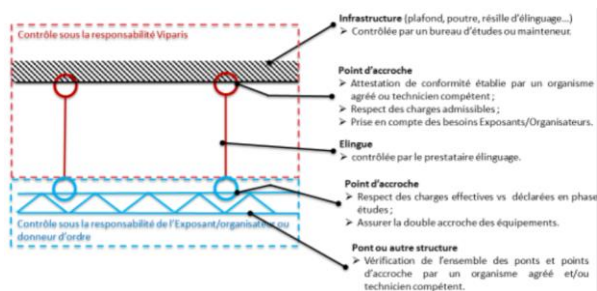 Contrôle sous la responsabilité Viparis
Contrôle sous la responsabilité de l'Exposant/organisateur ou
donneur d'ordre
Infrastructure (plafond, poutre, résille d'élinguage...)
➤ Contrôlée par un bureau d'études ou mainteneur.
Point d'accroche
➤ Attestation de conformité établie par un organisme
agréé ou technicien compétent ;
➤ Respect des charges admissibles ;
➤ Prise en compte des besoins Exposants/Organisateurs.
Elingue
➤ contrôlée par le prestataire élinguage.
Point d'accroche
➤ Respect des charges effectives vs déclarées en phase
études ;
➤ Assurer la double accroche des équipements.
Pont ou autre structure
➤ Vérification de l'ensemble des ponts et points
d'accroche par un organisme agréé et/ou
technicien compétent.